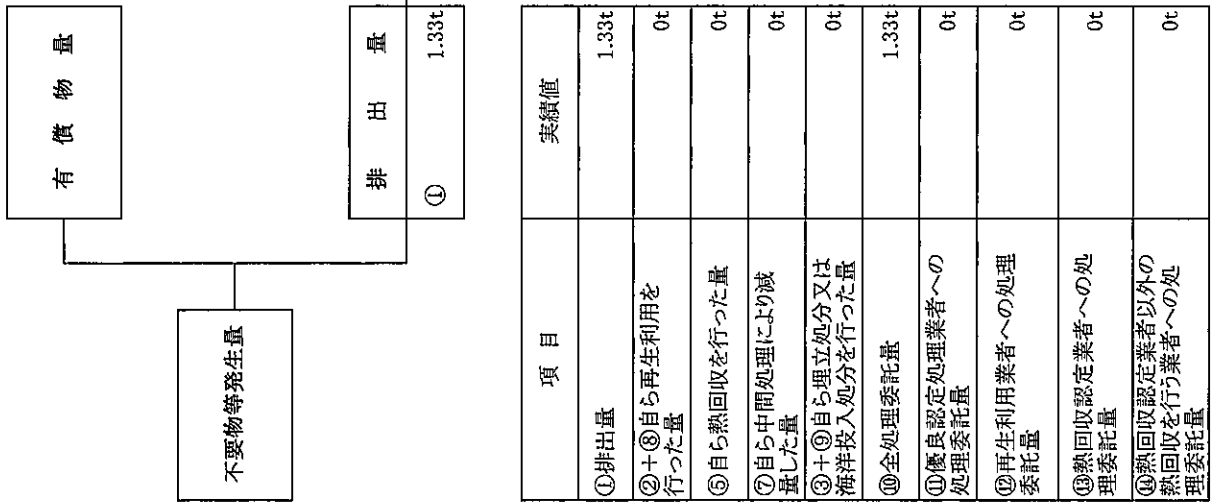 不要物等発生量
有償物量
排出量
① 1.33t
項目 実績値
①排出量 1.33t
②+⑧自ら再生利用を
行った量 0t
⑤自ら熱回収を行った量 0t
⑦自ら中間処理により減
量した量 0t
③+⑨自ら埋立処分又は
海洋投入処分を行った量 0t
⑩全処理委託量 1.33t
⑪優良認定処理業者への
処理委託量 0t
⑫再生利用業者への処理
委託量 0t
⑬熱回収認定業者への処
理委託量 0t
⑭熱回収認定業者以外の
熱回収を行う業者への処
理委託量 0t